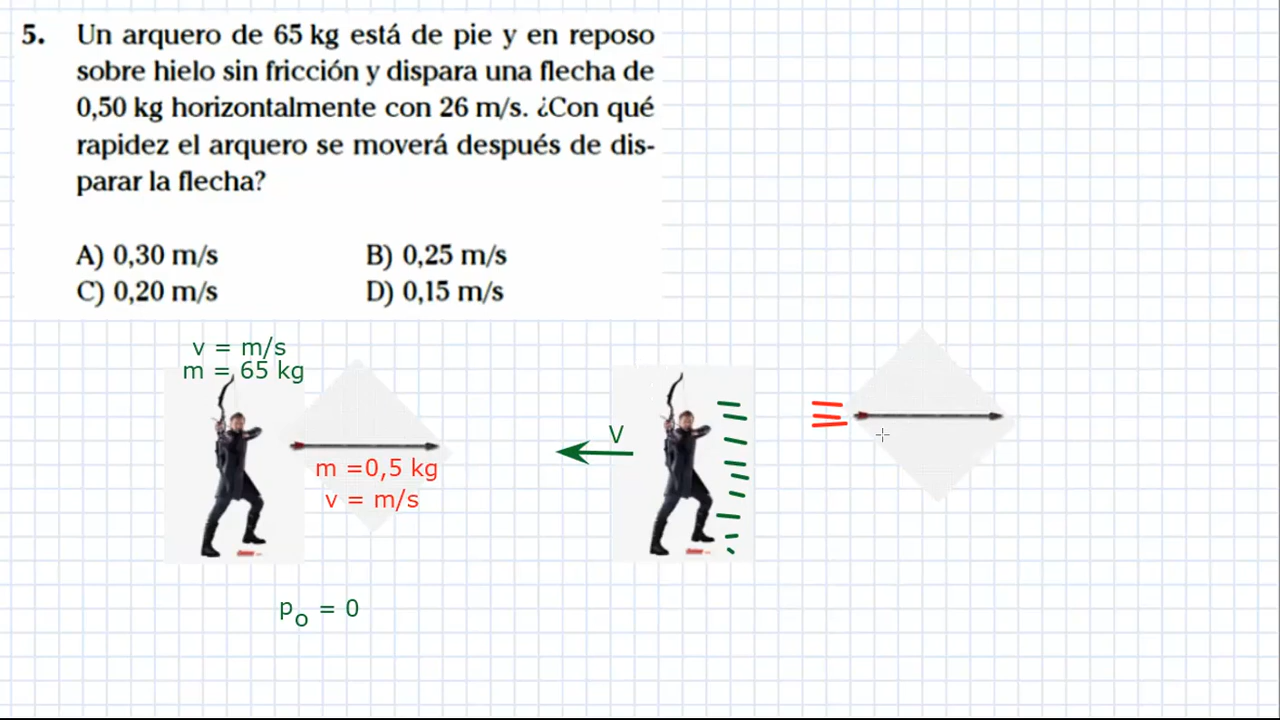 5. Un arquero de 65 kg está de pie y en reposo
sobre hielo sin fricción y dispara una flecha de
0,50 kg horizontalmente con 26 m/s. ¿Con qué
rapidez el arquero se moverá después de dis-
parar la flecha?
A) 0,30 m/s B) 0,25 m/s
C) 0,20 m/s D) 0,15 m/s
v = m/s
m = 65 kg
m =0,5 kg
v = m/s
V
p₀ = 0